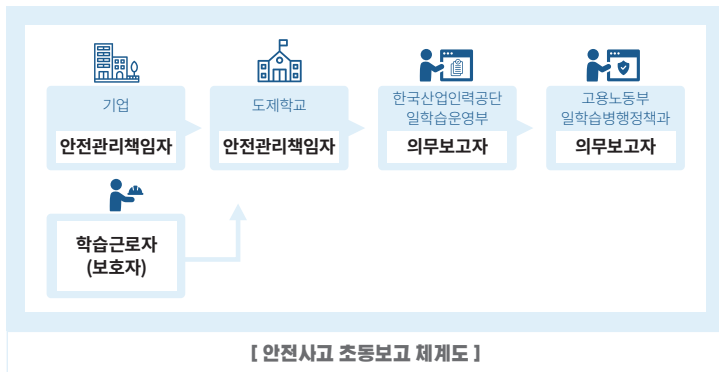 기업
안전관리책임자
도제학교
안전관리책임자
한국산업인력공단
일학습운영부
의무보고자
고용노동부
일학습병행정책과
의무보고자
학습근로자
(보호자)
[ 안전사고 초동보고 체계도 ]